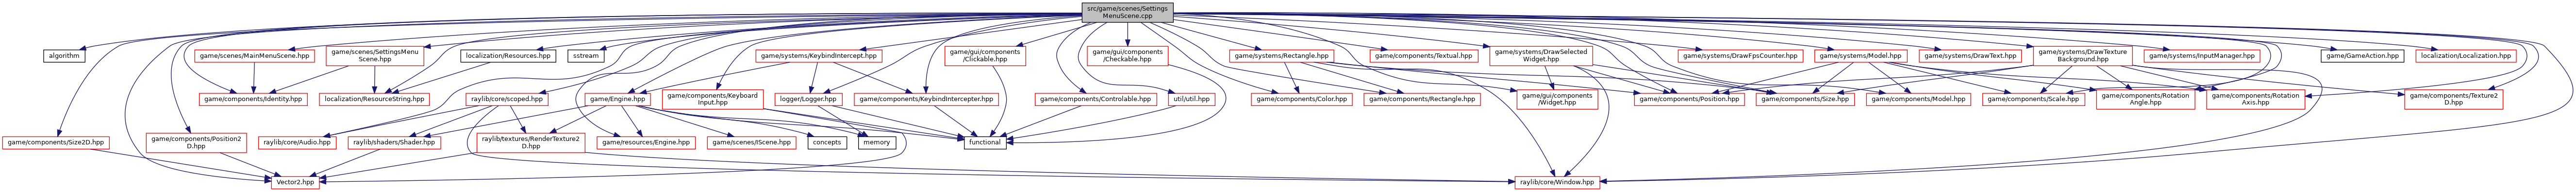 src/game/scenes/Settings
MenuScene.cpp
algorithm
game/scenes/MainMenuScene.hpp
game/scenes/SettingsMenu
Scene.hpp
localization/Resources.hpp
sstream
game/systems/KeybindIntercept.hpp
game/gui/components
/Clickable.hpp
game/gui/components
/Checkable.hpp
game/systems/Rectangle.hpp
game/components/Textual.hpp
game/systems/DrawSelected
Widget.hpp
game/systems/DrawFpsCounter.hpp
game/systems/Model.hpp
game/systems/DrawText.hpp
game/systems/DrawTexture
Background.hpp
game/systems/InputManager.hpp
game/GameAction.hpp
localization/Localization.hpp
game/components/Identity.hpp
localization/ResourceString.hpp
raylib/core/scoped.hpp
game/Engine.hpp
game/components/Keyboard
Input.hpp
logger/Logger.hpp
game/components/KeybindIntercepter.hpp
game/components/Controlable.hpp
util/util.hpp
game/components/Color.hpp
game/components/Rectangle.hpp
game/gui/components
/Widget.hpp
game/components/Position.hpp
game/components/Size.hpp
game/components/Model.hpp
game/components/Scale.hpp
game/components/Rotation
Angle.hpp
game/components/Rotation
Axis.hpp
game/components/Texture2
D.hpp
game/components/Size2D.hpp
game/components/Position2
D.hpp
raylib/core/Audio.hpp
raylib/shaders/Shader.hpp
raylib/textures/RenderTexture2
D.hpp
game/resources/Engine.hpp
game/scenes/IScene.hpp
concepts
memory
functional
Vector2.hpp
raylib/core/Window.hpp